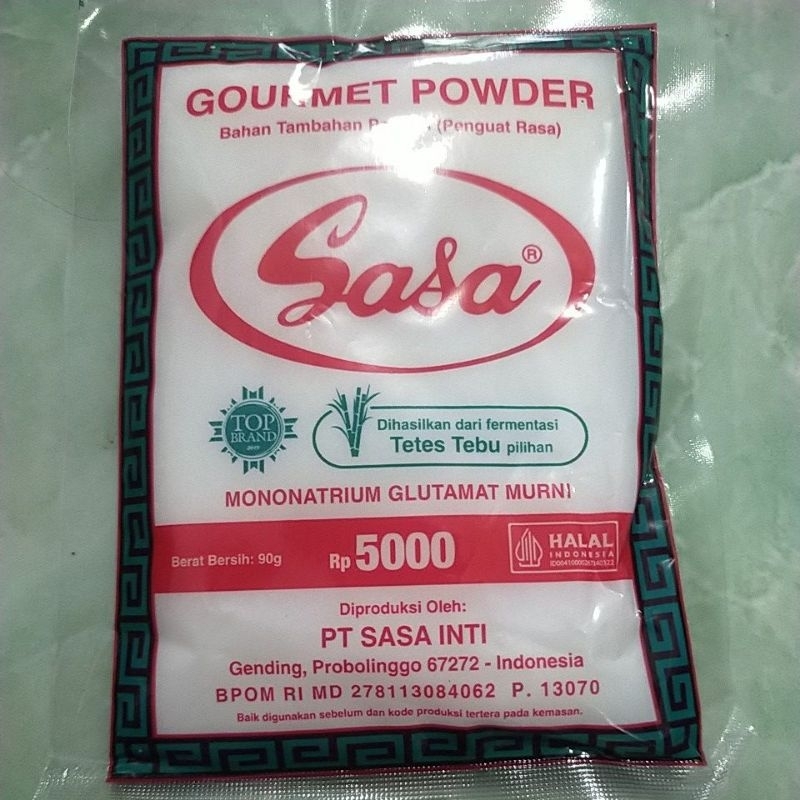 GOURMET POWDER
Bahan Tambahan (Penguat Rasa)
Sasa®
TOP
BRAND
Dihasilkan dari fermentasi
Tetes Tebu pilihan
MONONATRIUM GLUTAMAT MURNI
Berat Bersih: 90g
Rp 5000
HALAL
INDONESIA
Diproduksi Oleh:
PT SASA INTI
Gending, Probolinggo 67272 - Indonesia
BPOM RI MD 278113084062 P. 13070
Baik digunakan sebelum dan kode produksi tertera pada kemasan.